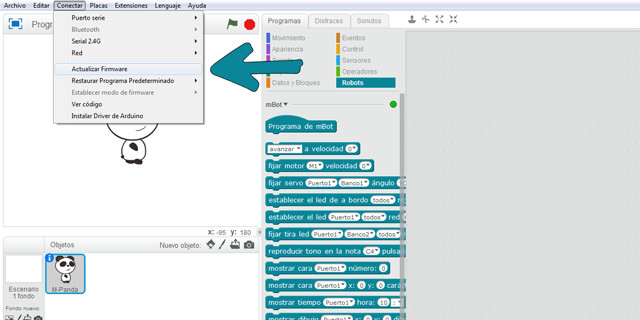 Archivo Editar Conectar Placas Extensiones Lenguaje Ayuda
Puerto serie
Bluetooth
Serial 2.4G
Red
Actualizar Firmware
Restaurar Programa Predeterminado
Establecer modo de firmware
Ver código
Instalar Driver de Arduino
X: -95 y: 180
Objetos Nuevo objeto:
Escenario
1 fondo
Fondo nuevo:
M-Panda
Programas Disfraces Sonidos
Movimiento Eventos
Apariencia Control
Sensores
Operadores
Datos y Bloques Robots
mBot
Programa de mBot
avanzar a velocidad 0
fijar motor M1 velocidad 0
fijar servo Puerto1 Banco1 ángulo
establecer el led de a bordo todos
establecer el led Puerto1 todos
fijar tira led Puerto1 Banco2 todos
reproducir tono en la nota C4
mostrar cara Puerto1 número: 0
mostrar cara Puerto1 x: 0 y: 0
mostrar tiempo Puerto1 hora: 10 :
mostrar dibujo Puerto1 x: 0 y: 0